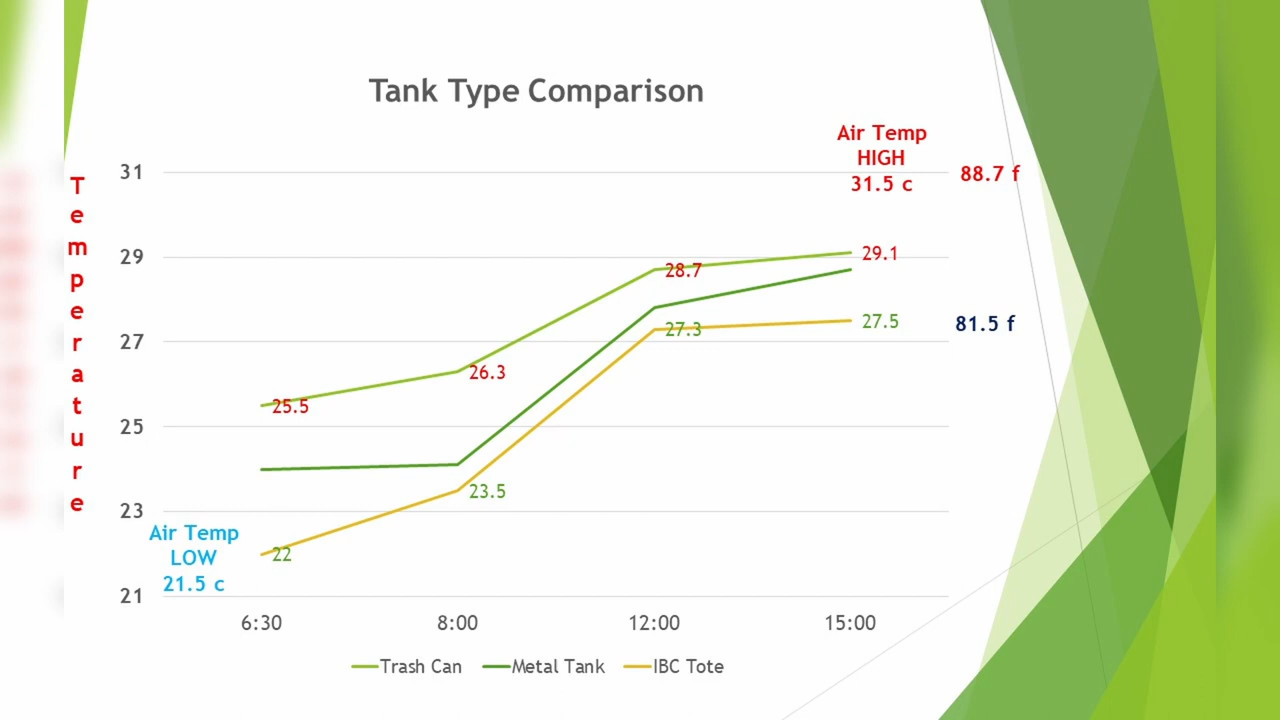 Tank Type Comparison
Air Temp
HIGH
31.5 c
88.7 f
Temperature
31
29
27
25
23
21
29.1
28.7
27.3
27.5
81.5 f
26.3
25.5
23.5
22
Air Temp
LOW
21.5 c
6:30 8:00 12:00 15:00
Trash Can Metal Tank IBC Tote